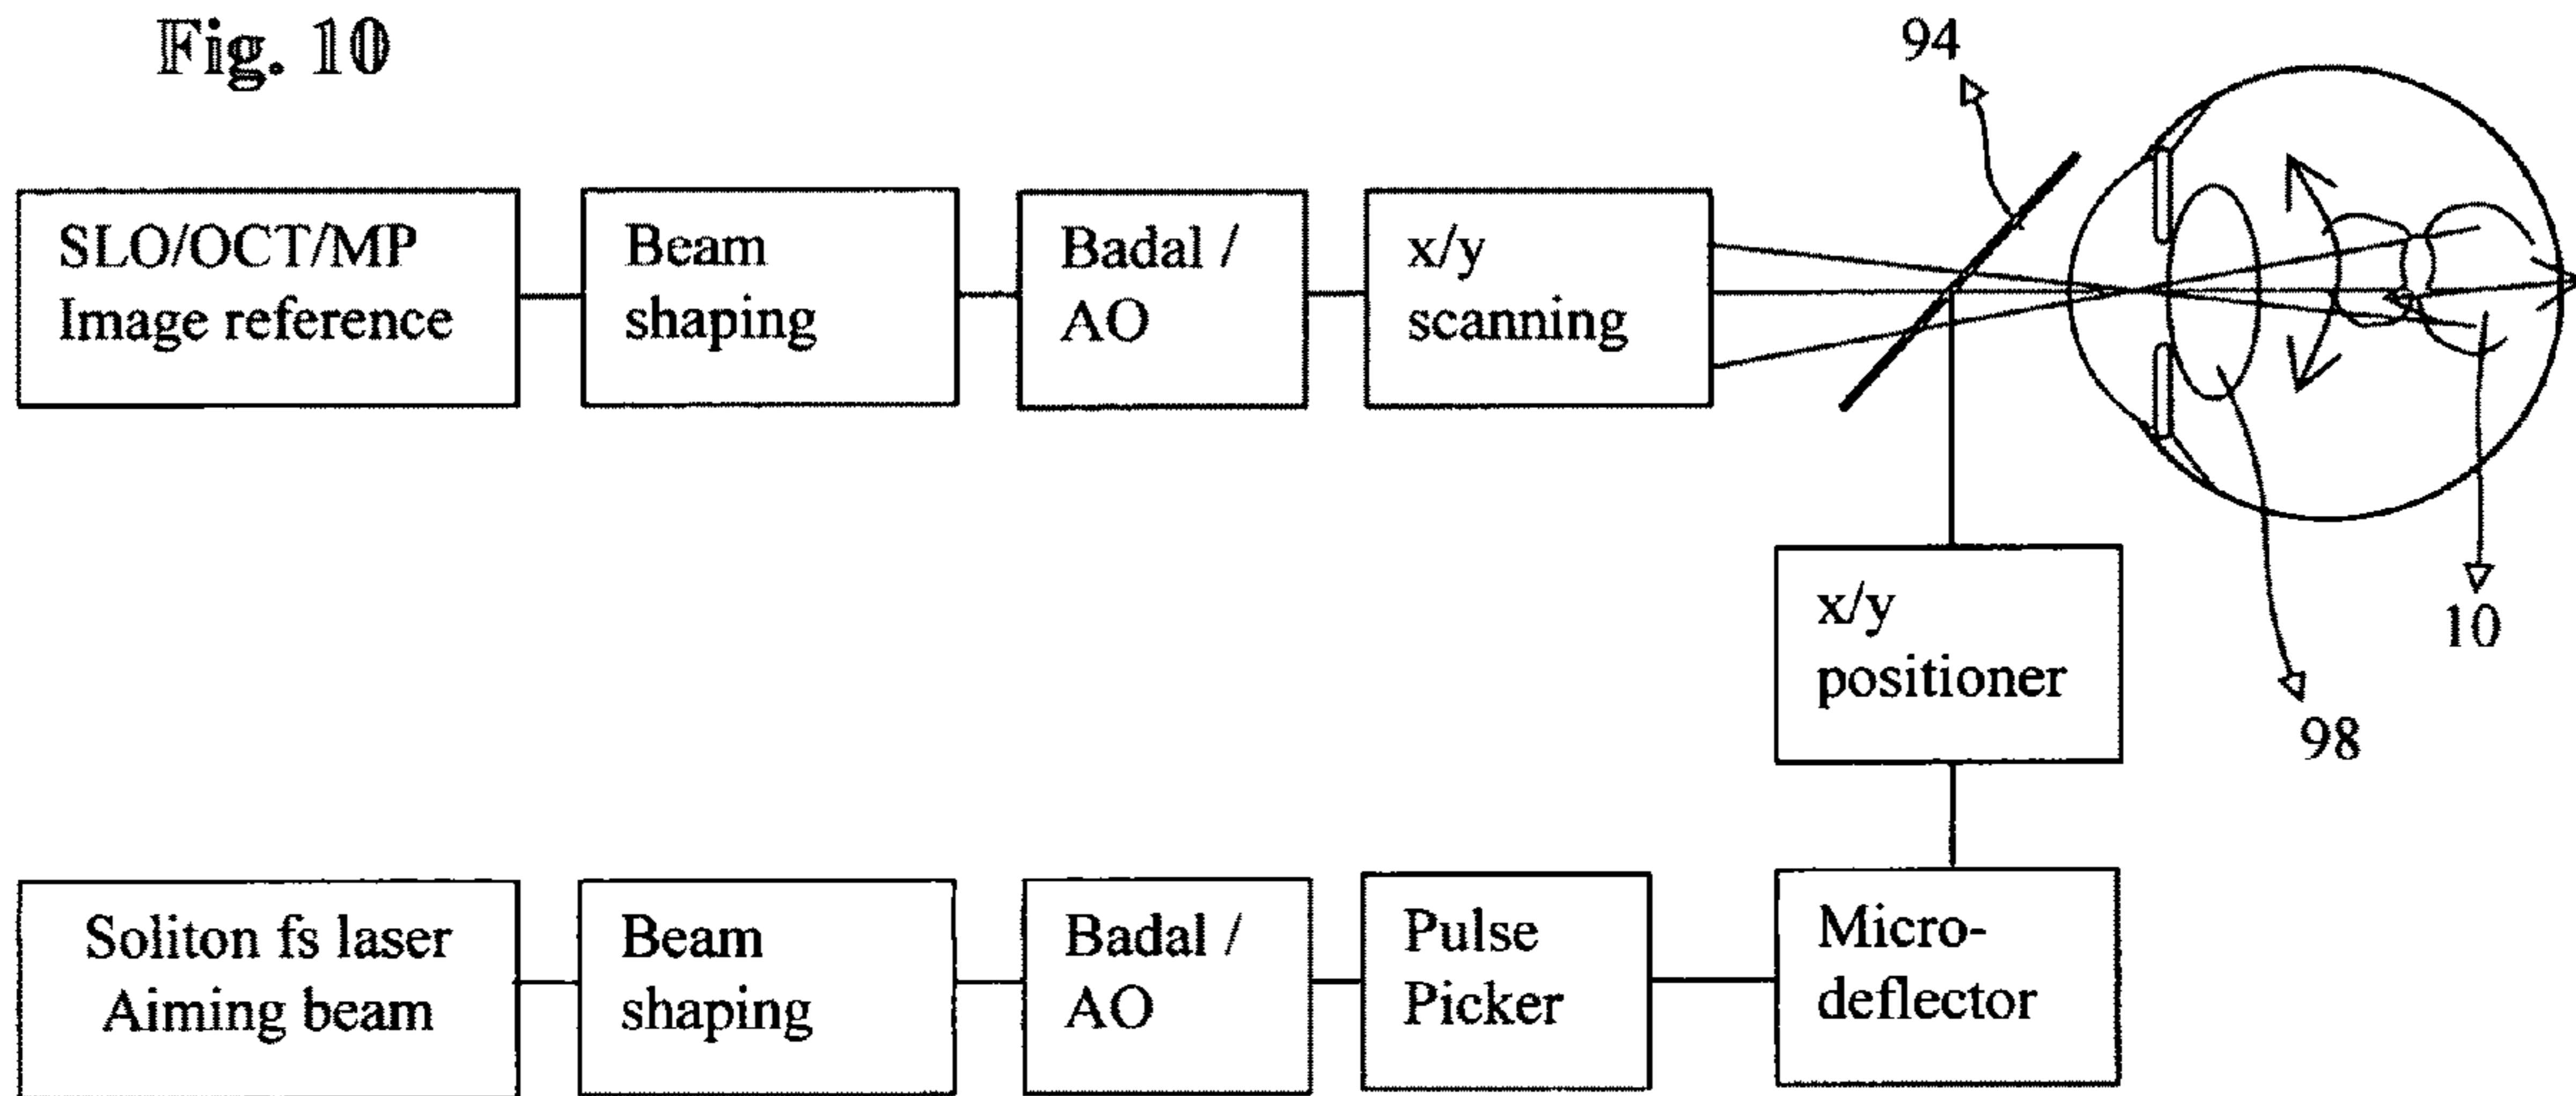 Fig. 10
94
SLO/OCT/MP
Image reference
Beam
shaping
Badal /
AO
x/y
scanning
x/y
positioner
10
98
Soliton fs laser
Aiming beam
Beam
shaping
Badal /
AO
Pulse
Picker
Micro-
deflector